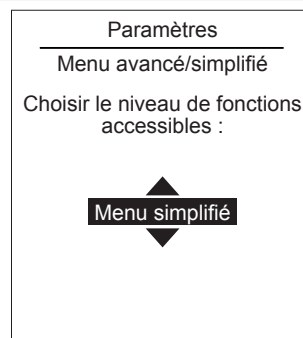 Paramètres
Menu avancé/simplifié
Choisir le niveau de fonctions
accessibles :
Menu simplifié